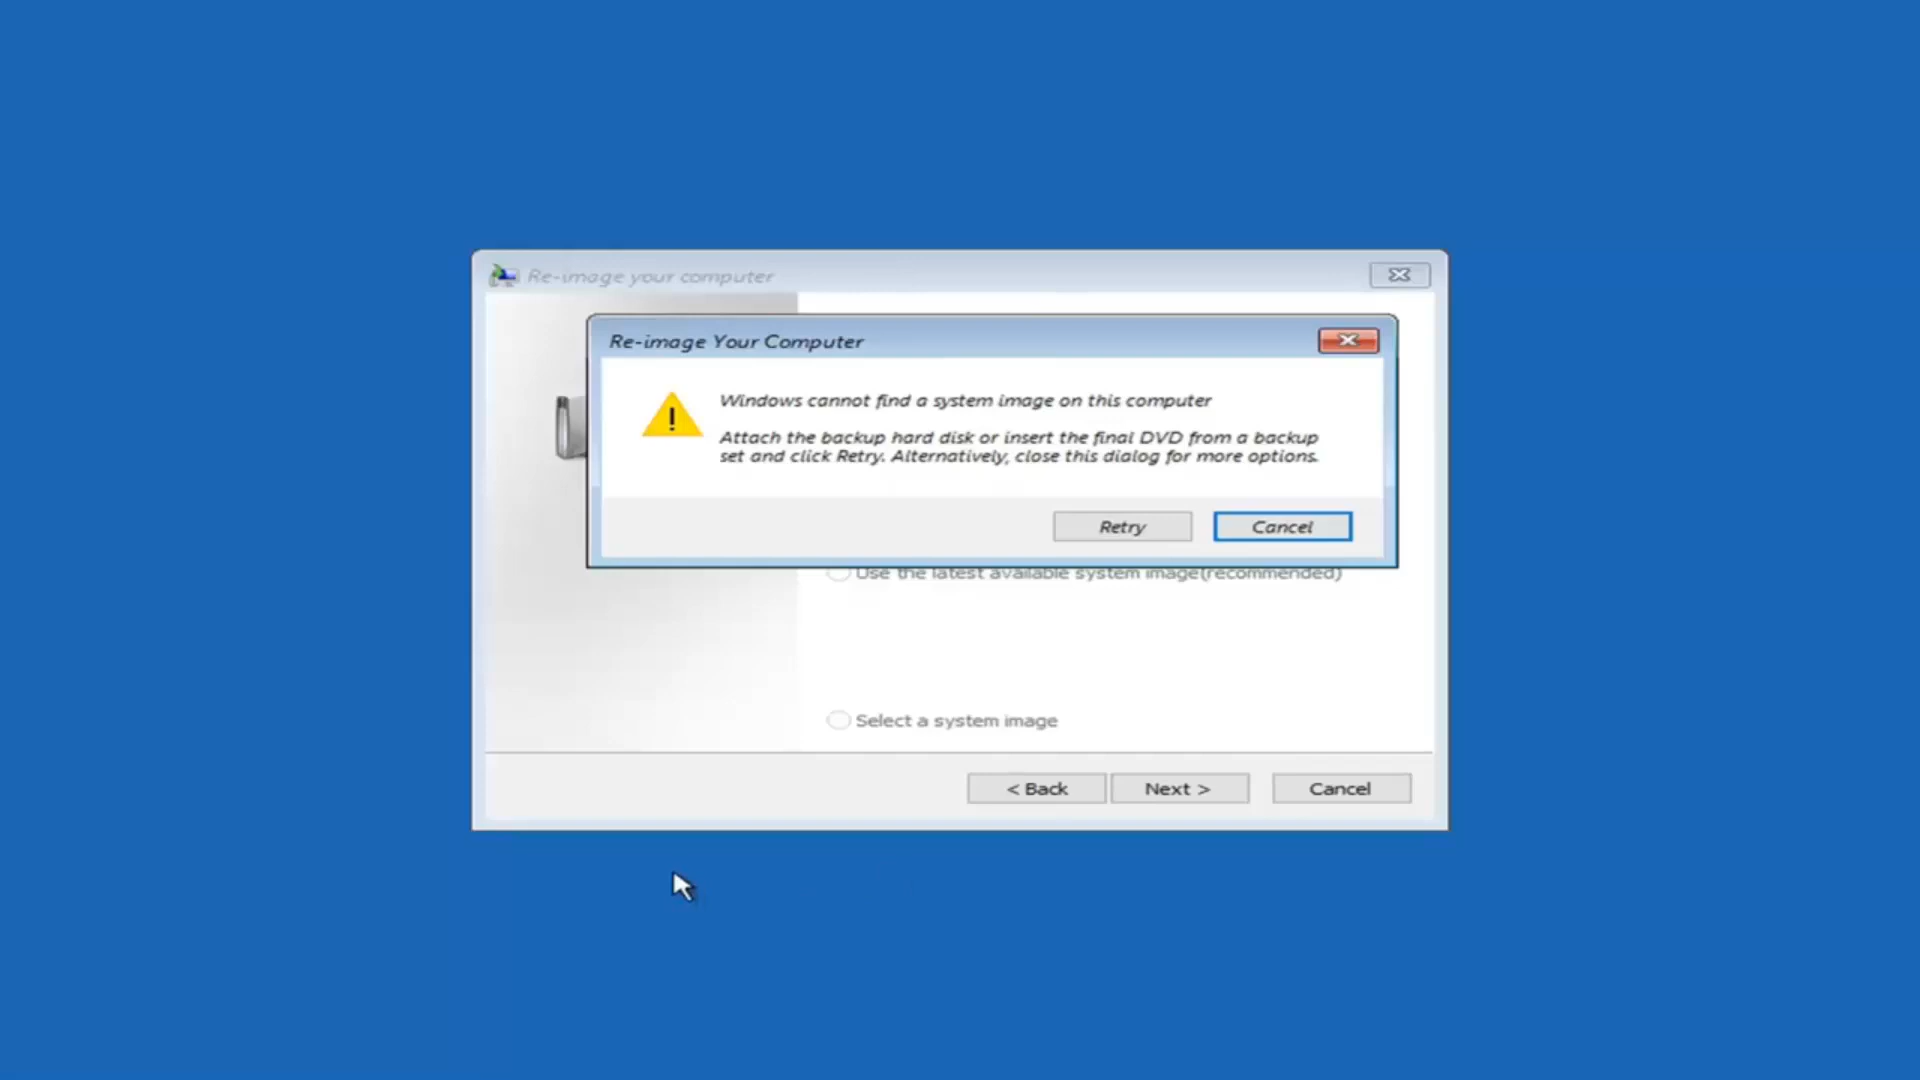 Re-image your computer
Re-image Your Computer
Windows cannot find a system image on this computer
Attach the backup hard disk or insert the final DVD from a backup
set and click Retry. Alternatively, close this dialog for more options.
Retry
Cancel
Use the latest available system image(recommended)
Select a system image
< Back
Next >
Cancel